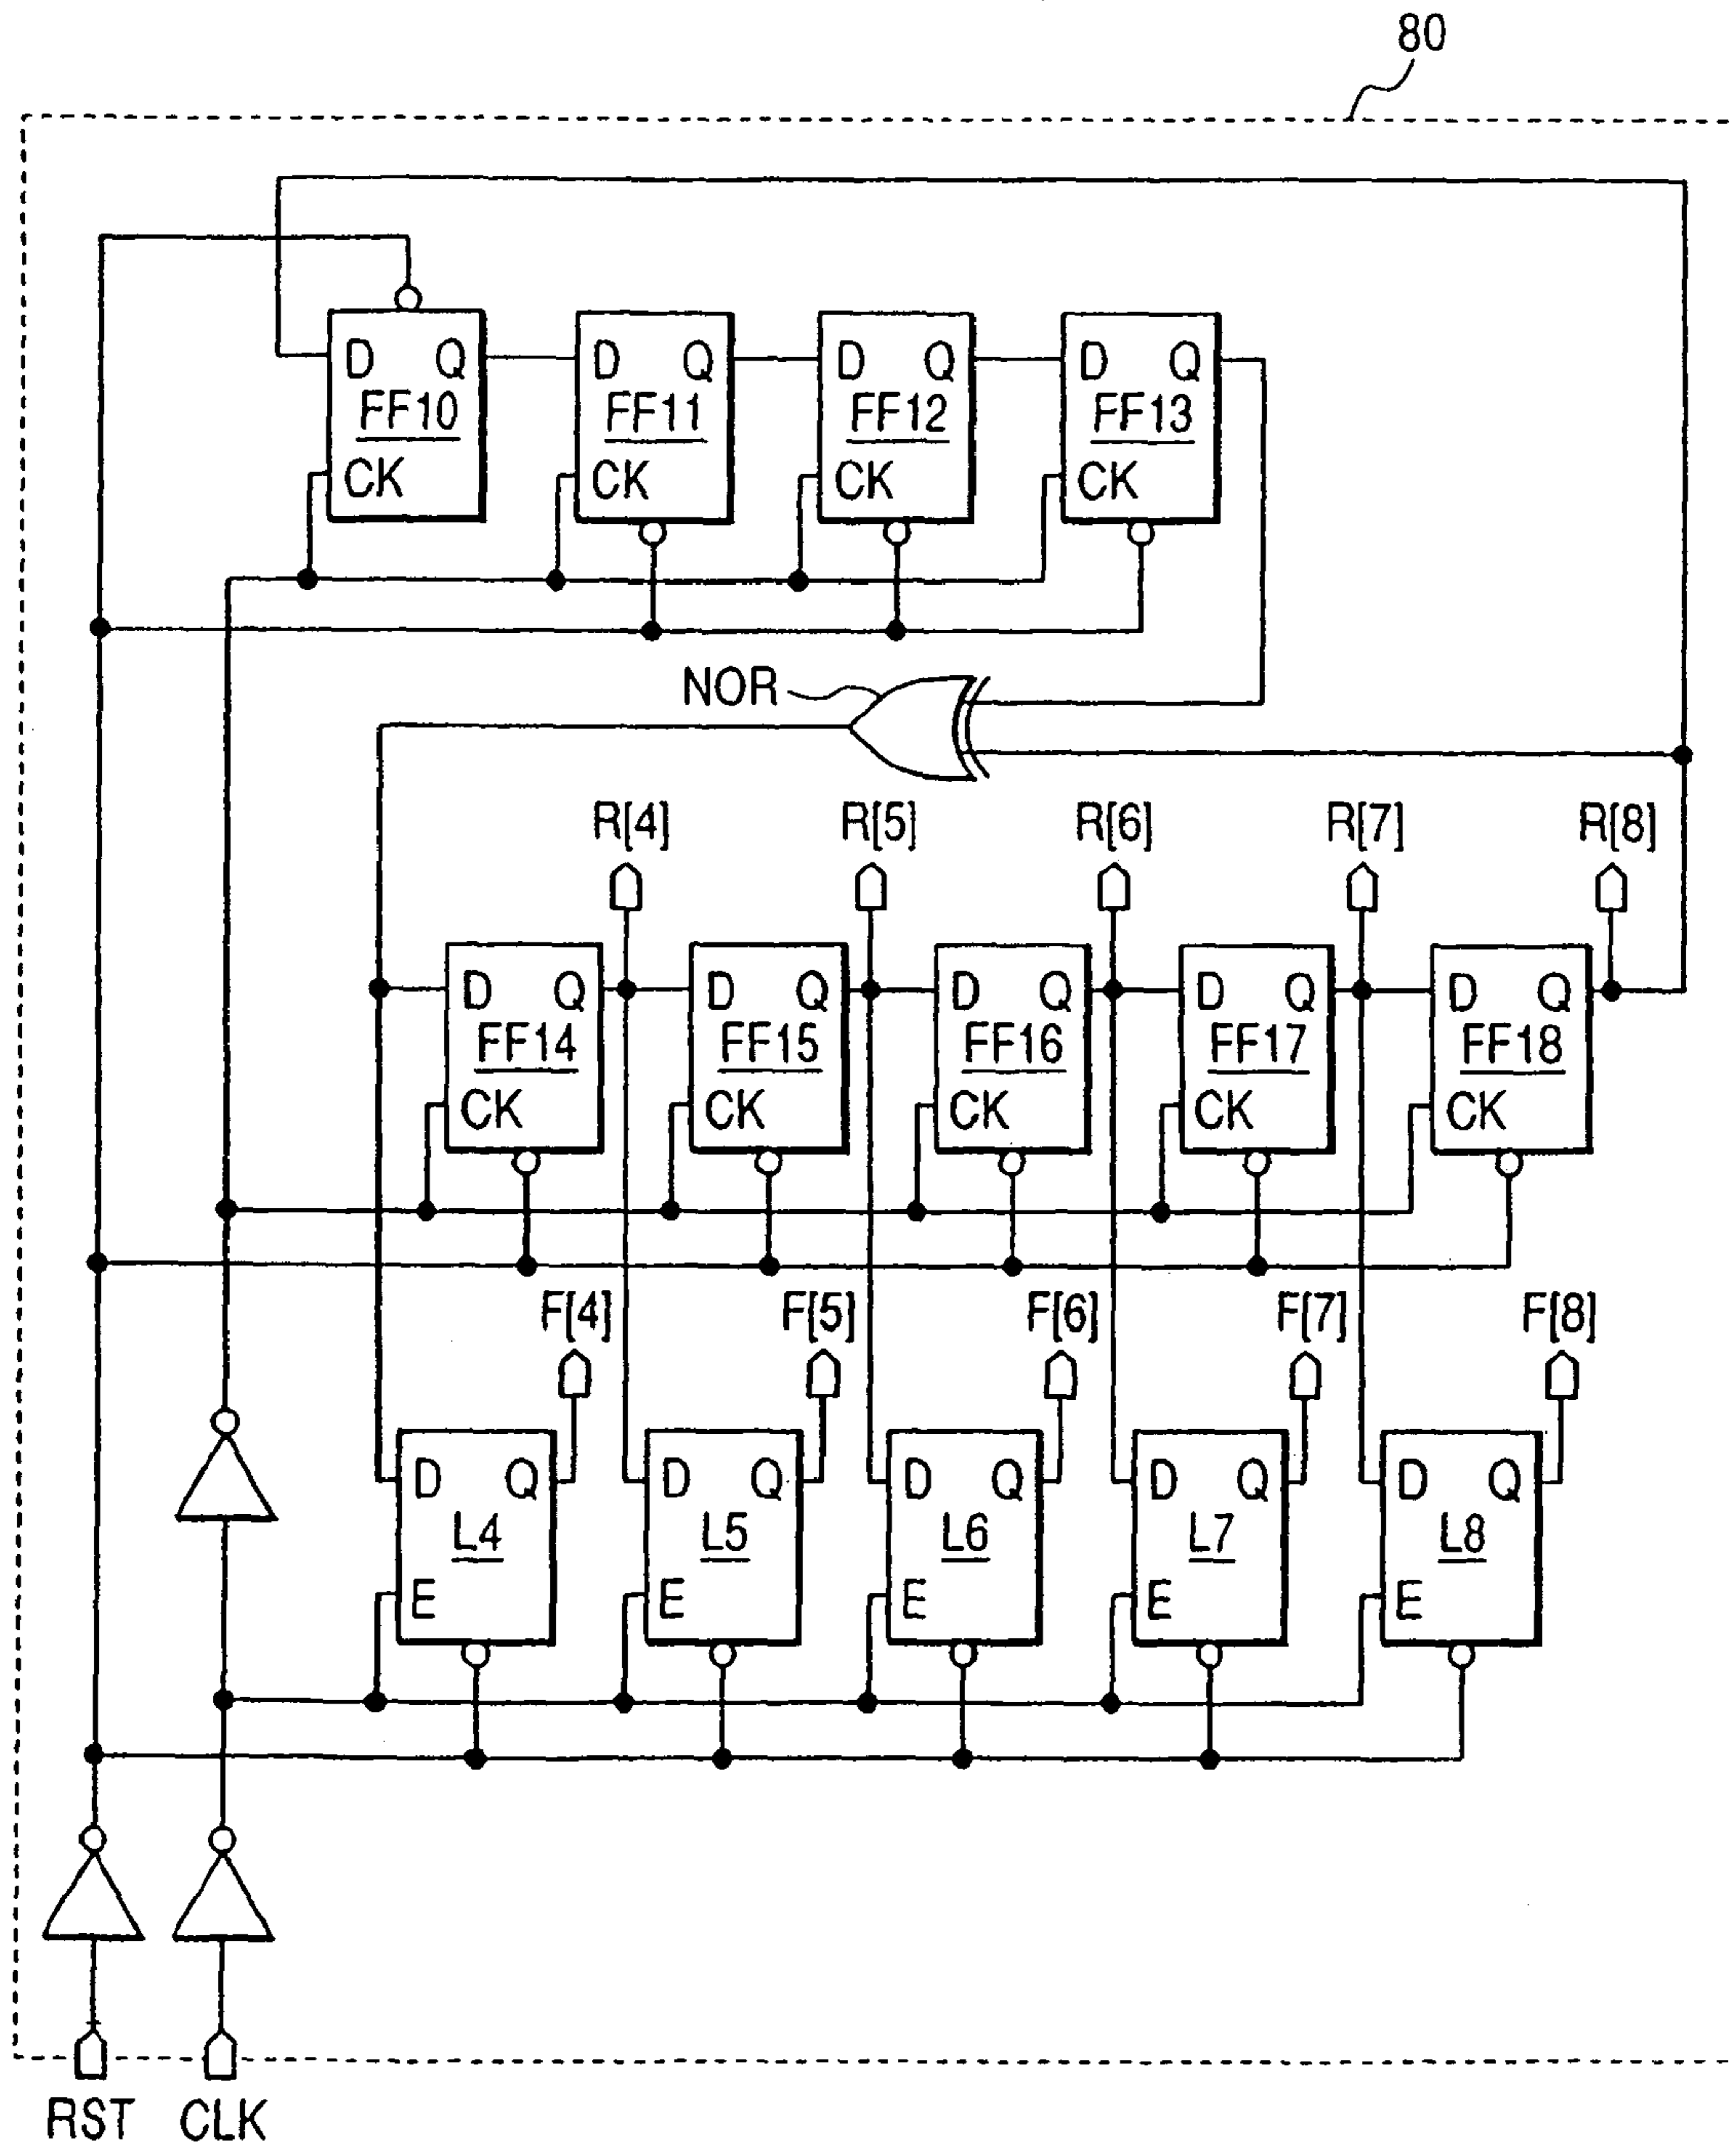 80
D Q D Q D Q D Q
FF10 FF11 FF12 FF13
CK CK CK CK
NOR
R[4] R[5] R[6] R[7] R[8]
D Q D Q D Q D Q D Q
FF14 FF15 FF16 FF17 FF18
CK CK CK CK CK
F[4] F[5] F[6] F[7] F[8]
D Q D Q D Q D Q D Q
L4 L5 L6 L7 L8
E E E E E
RST CLK